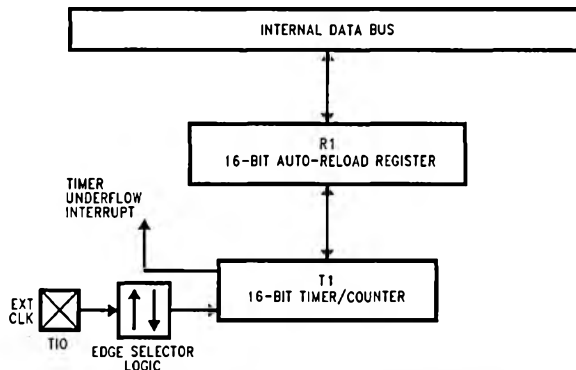 INTERNAL DATA BUS
R1
16-BIT AUTO-RELOAD REGISTER
TIMER
UNDERFLOW
INTERRUPT
T1
16-BIT TIMER/COUNTER
EXT
CLK
TIO
EDGE SELECTOR
LOGIC